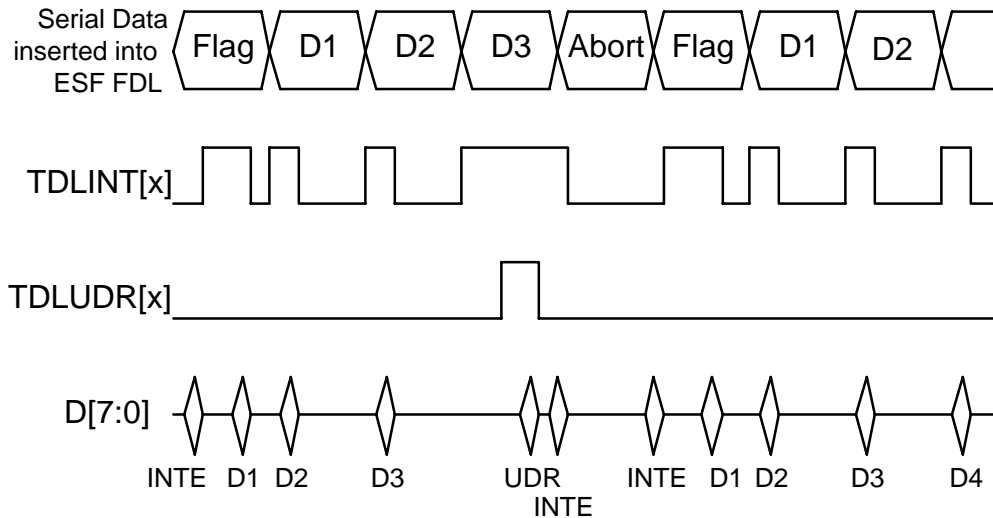 Serial Data
inserted into
ESF FDL
Flag D1 D2 D3 Abort Flag D1 D2
TDLINT[x]
TDLUDR[x]
D[7:0]
INTE D1 D2 D3 UDR INTE D1 D2 D3 D4
INTE